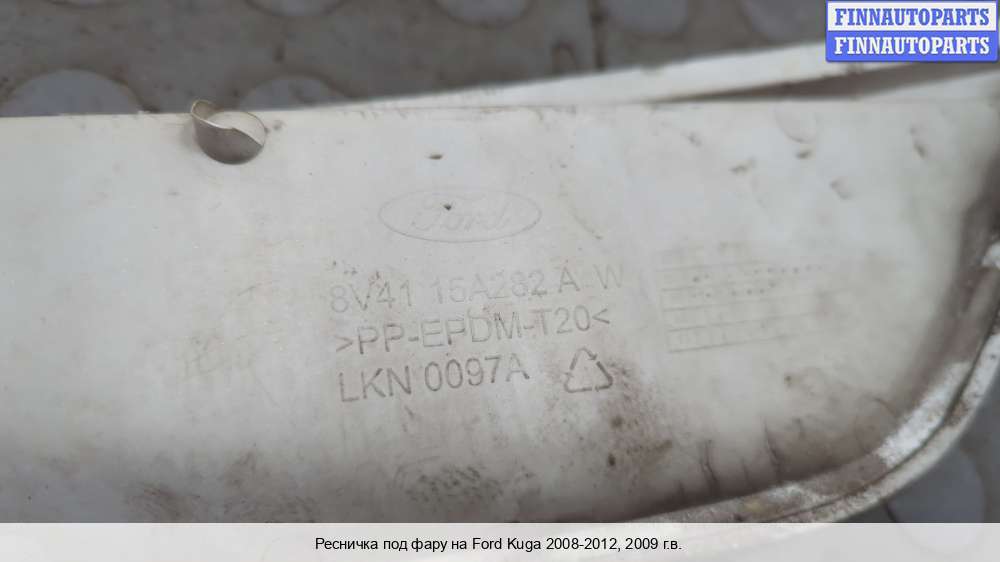 FINNAUTOPARTS
FINNAUTOPARTS
Ford
8V41 15A282 A-W
>PP-EPDM-T20<
LKN 0097A
Ресничка под фару на Ford Kuga 2008-2012, 2009 г.в.